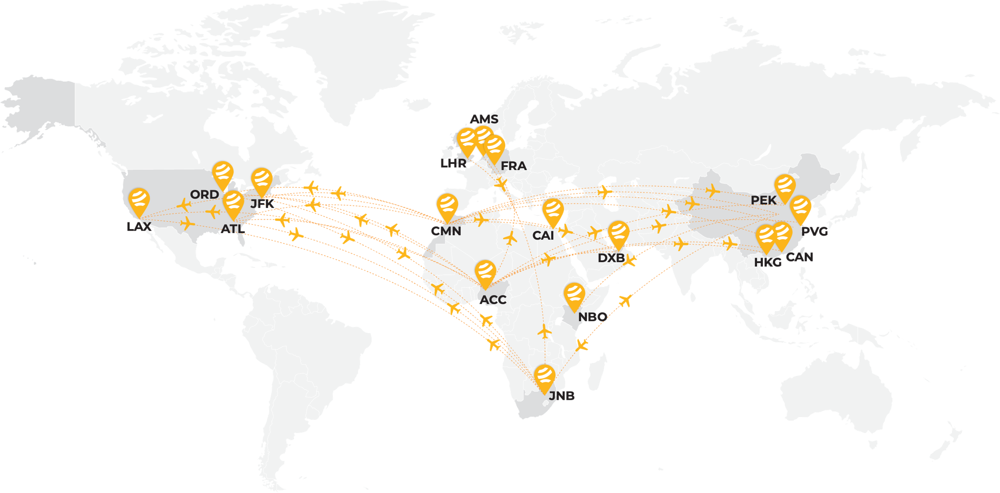 AMS
LHR
FRA
ORD
JFK
LAX
ATL
CMN
CAI
DXB
PEK
PVG
HKG
CAN
ACC
NBO
JNB